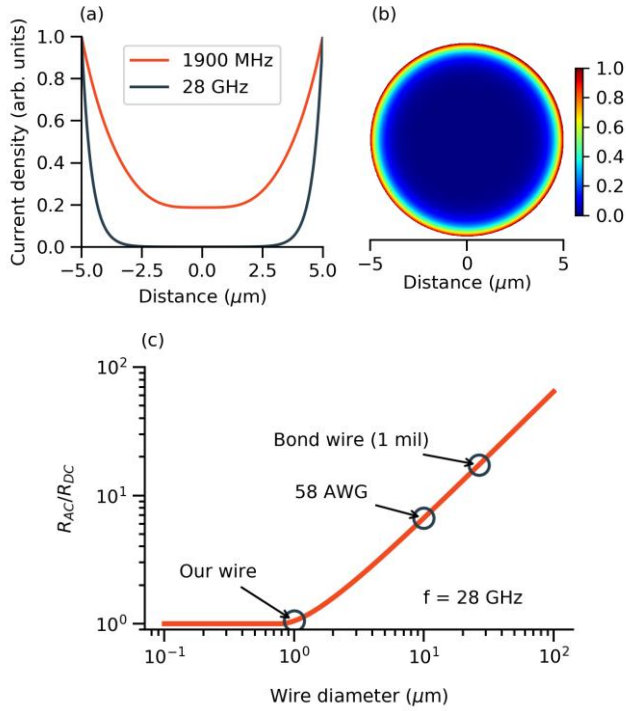 (a)
(b)
Current density (arb. units)
1.0
0.8
0.6
0.4
0.2
0.0
1900 MHz
28 GHz
−5.0 −2.5 0.0 2.5 5.0
Distance (μm)
1.0
0.8
0.6
0.4
0.2
0.0
−5 0 5
Distance (μm)
(c)
R_AC/R_DC
10²
10¹
10⁰
Bond wire (1 mil)
58 AWG
Our wire
f = 28 GHz
10⁻¹ 10⁰ 10¹ 10²
Wire diameter (μm)